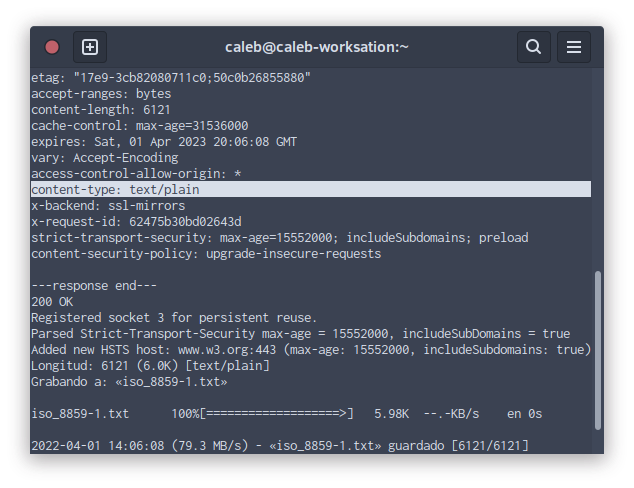 caleb@caleb-worksation:~
etag: "17e9-3cb82080711c0;50c0b26855880"
accept-ranges: bytes
content-length: 6121
cache-control: max-age=31536000
expires: Sat, 01 Apr 2023 20:06:08 GMT
vary: Accept-Encoding
access-control-allow-origin: *
content-type: text/plain
x-backend: ssl-mirrors
x-request-id: 62475b30bd02643d
strict-transport-security: max-age=15552000; includeSubdomains; preload
content-security-policy: upgrade-insecure-requests
---response end---
200 OK
Registered socket 3 for persistent reuse.
Parsed Strict-Transport-Security max-age = 15552000, includeSubDomains = true
Added new HSTS host: www.w3.org:443 (max-age: 15552000, includeSubdomains: true)
Longitud: 6121 (6.0K) [text/plain]
Grabando a: «iso_8859-1.txt»
iso_8859-1.txt      100%[===================>]   5.98K  --.-KB/s    en 0s
2022-04-01 14:06:08 (79.3 MB/s) - «iso_8859-1.txt» guardado [6121/6121]